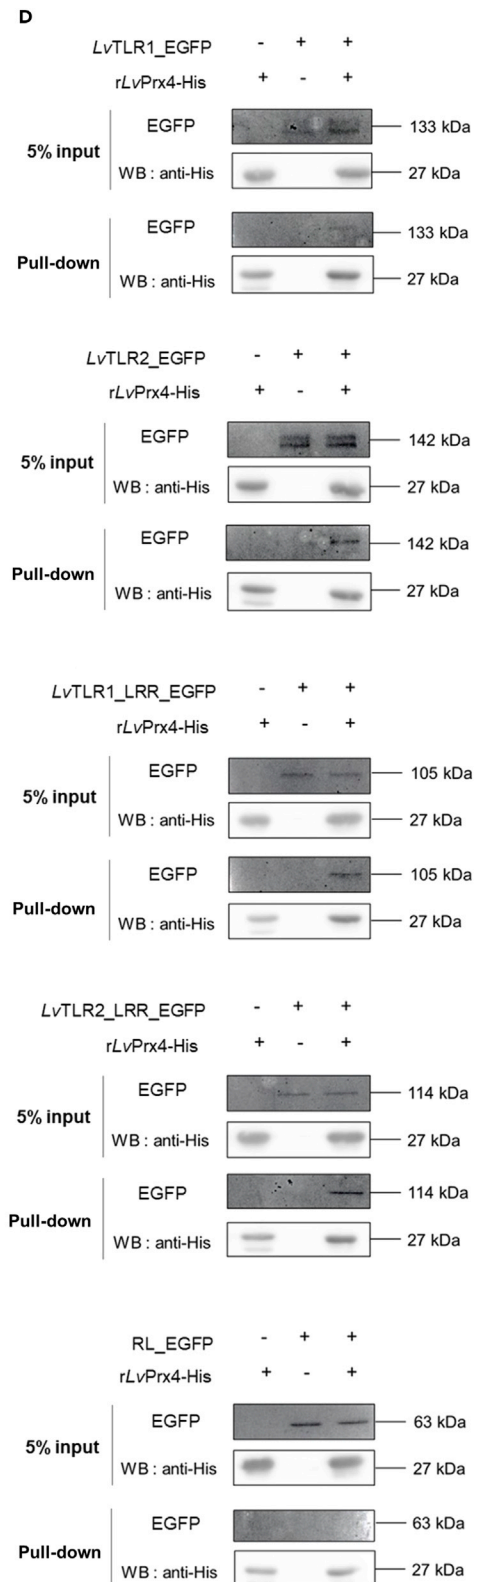 D
LvTLR1_EGFP - + +
rLvPrx4-His + - +
5% input
EGFP 133 kDa
WB : anti-His 27 kDa
Pull-down
EGFP 133 kDa
WB : anti-His 27 kDa
LvTLR2_EGFP - + +
rLvPrx4-His + - +
5% input
EGFP 142 kDa
WB : anti-His 27 kDa
Pull-down
EGFP 142 kDa
WB : anti-His 27 kDa
LvTLR1_LRR_EGFP - + +
rLvPrx4-His + - +
5% input
EGFP 105 kDa
WB : anti-His 27 kDa
Pull-down
EGFP 105 kDa
WB : anti-His 27 kDa
LvTLR2_LRR_EGFP - + +
rLvPrx4-His + - +
5% input
EGFP 114 kDa
WB : anti-His 27 kDa
Pull-down
EGFP 114 kDa
WB : anti-His 27 kDa
RL_EGFP - + +
rLvPrx4-His + - +
5% input
EGFP 63 kDa
WB : anti-His 27 kDa
Pull-down
EGFP 63 kDa
WB : anti-His 27 kDa